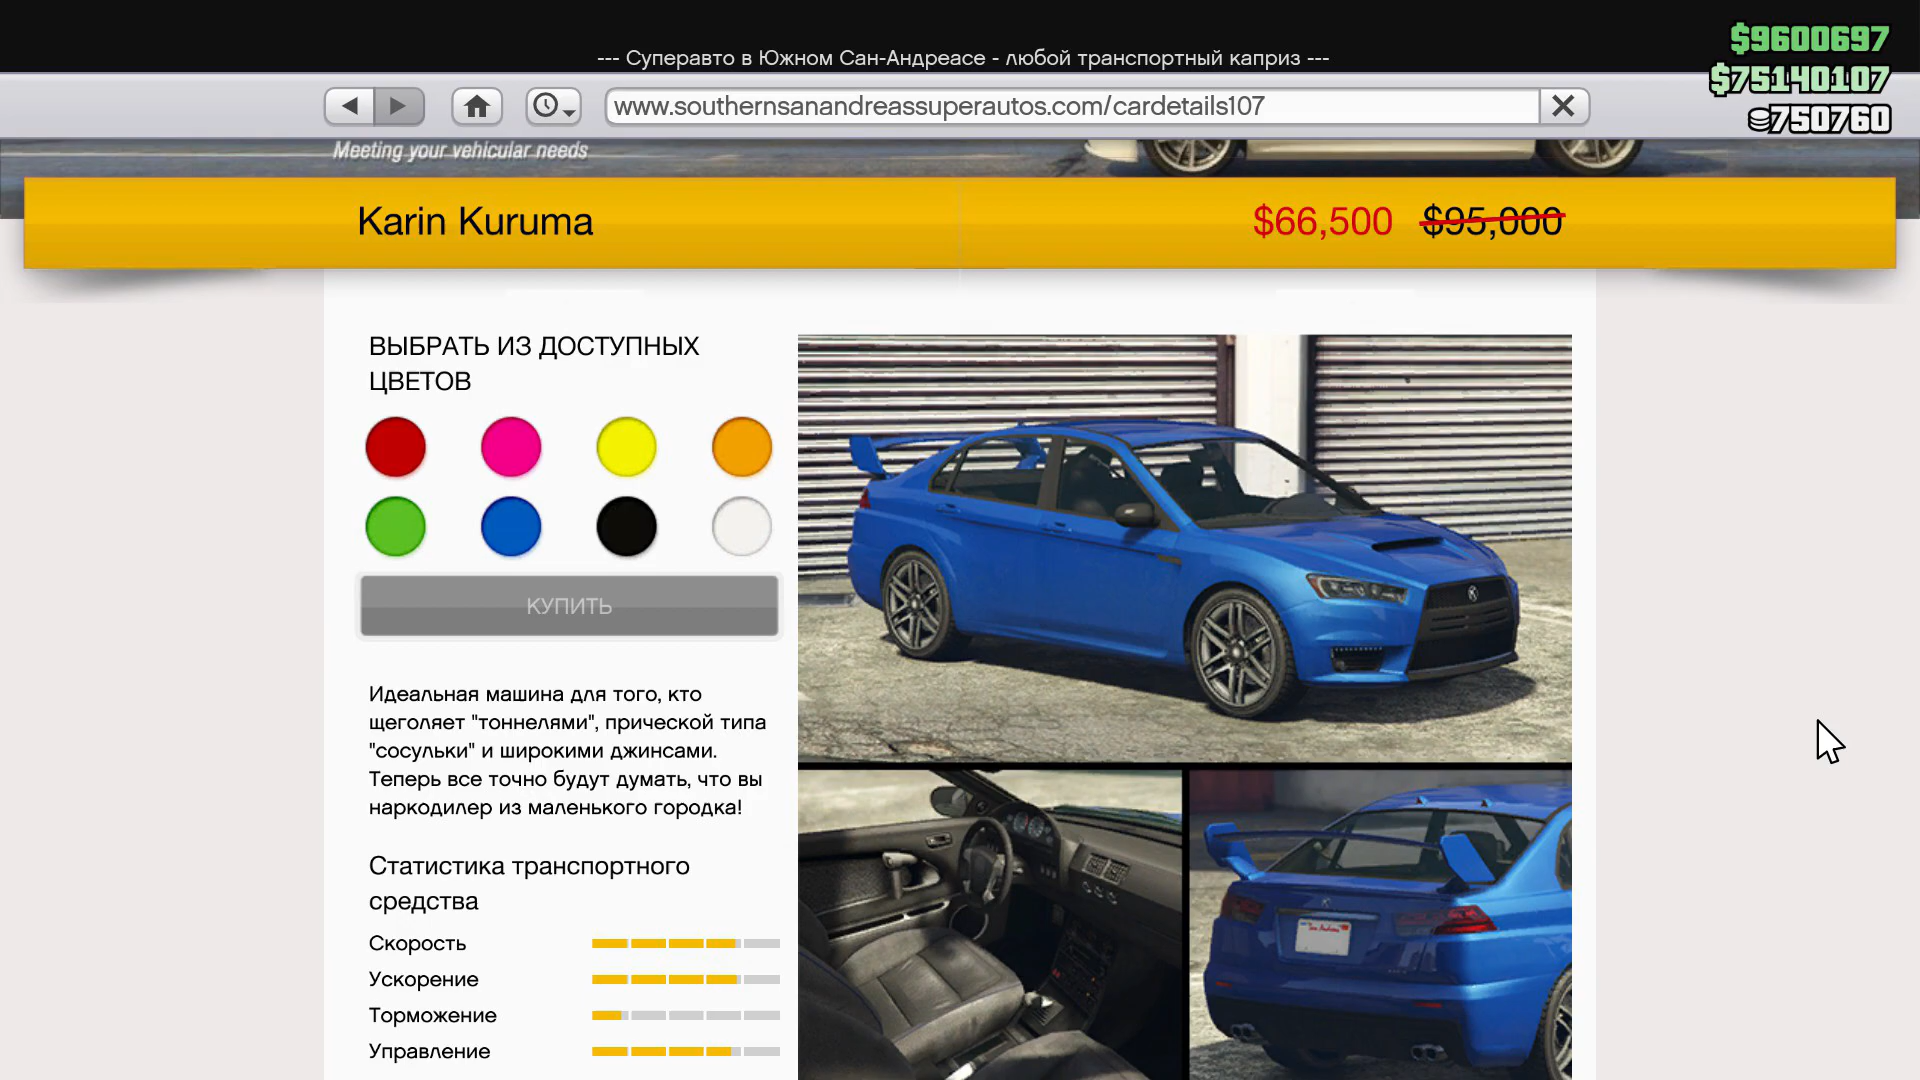 --- Суперавто в Южном Сан-Андреасе - любой транспортный каприз ---
$9600697
$75140107
750760
www.southernsanandreassuperautos.com/cardetails107
Meeting your vehicular needs
Karin Kuruma
$66,500 $95,000
ВЫБРАТЬ ИЗ ДОСТУПНЫХ
ЦВЕТОВ
КУПИТЬ
Идеальная машина для того, кто
щеголяет "тоннелями", прической типа
"сосульки" и широкими джинсами.
Теперь все точно будут думать, что вы
наркодилер из маленького городка!
Статистика транспортного
средства
Скорость
Ускорение
Торможение
Управление